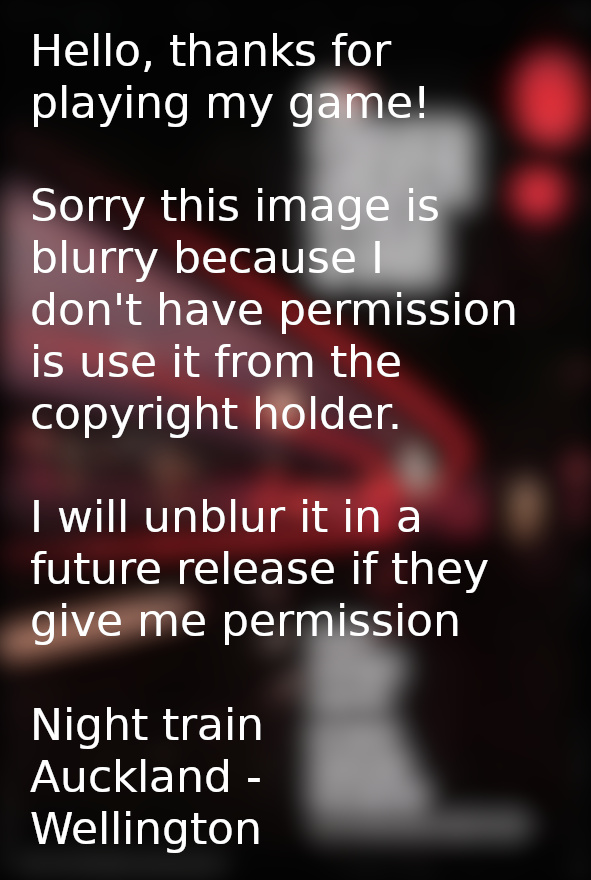 Hello, thanks for
playing my game!
Sorry this image is
blurry because I
don't have permission
is use it from the
copyright holder.
I will unblur it in a
future release if they
give me permission
Night train
Auckland -
Wellington